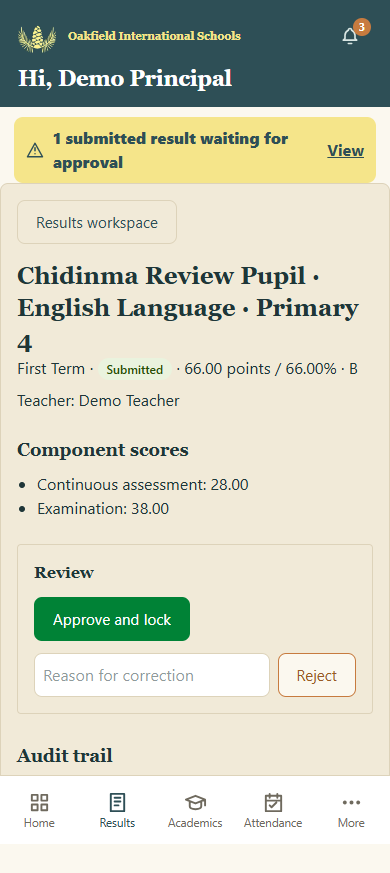 Oakfield International Schools
3
Hi, Demo Principal
1 submitted result waiting for
approval
View
Results workspace
Chidinma Review Pupil ·
English Language · Primary
4
First Term · Submitted · 66.00 points / 66.00% · B
Teacher: Demo Teacher
Component scores
• Continuous assessment: 28.00
• Examination: 38.00
Review
Approve and lock
Reason for correction
Reject
Audit trail
Home
Results
Academics
Attendance
More